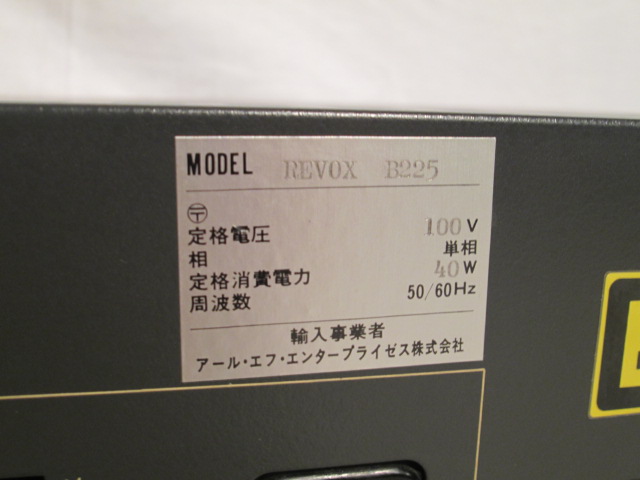 MODEL REVOX B225
〒
定格電圧 100V
相 単相
定格消費電力 40W
周波数 50/60Hz
輸入事業者
アール・エフ・エンタープライゼス株式会社